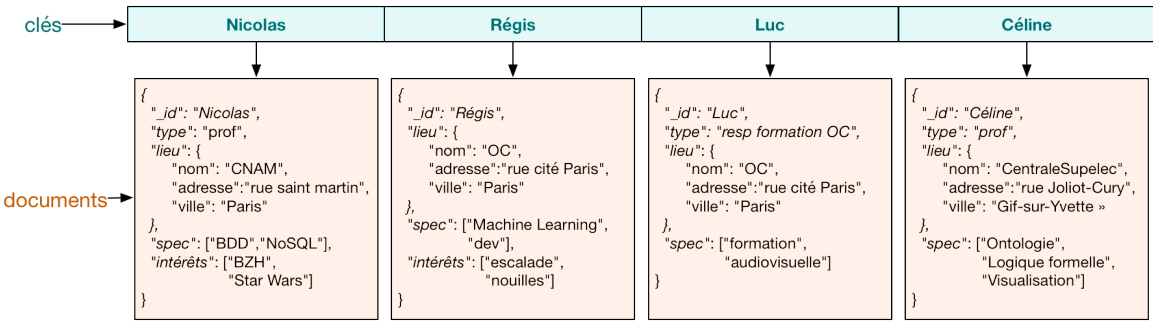 clés
Nicolas
Régis
Luc
Céline
documents
{
"_id": "Nicolas",
"type": "prof",
"lieu": {
"nom": "CNAM",
"adresse":"rue saint martin",
"ville": "Paris"
},
"spec": ["BDD","NoSQL"],
"intérêts": ["BZH",
"Star Wars"]
}
{
"_id": "Régis",
"lieu": {
"nom": "OC",
"adresse":"rue cité Paris",
"ville": "Paris"
},
"spec": ["Machine Learning",
"dev"],
"intérêts": ["escalade",
"nouilles"]
}
{
"_id": "Luc",
"type": "resp formation OC",
"lieu": {
"nom": "OC",
"adresse":"rue cité Paris",
"ville": "Paris"
},
"spec": ["formation",
"audiovisuelle"]
}
{
"_id": "Céline",
"type": "prof",
"lieu": {
"nom": "CentraleSupelec",
"adresse":"rue Joliot-Cury",
"ville": "Gif-sur-Yvette »
},
"spec": ["Ontologie",
"Logique formelle",
"Visualisation"]
}